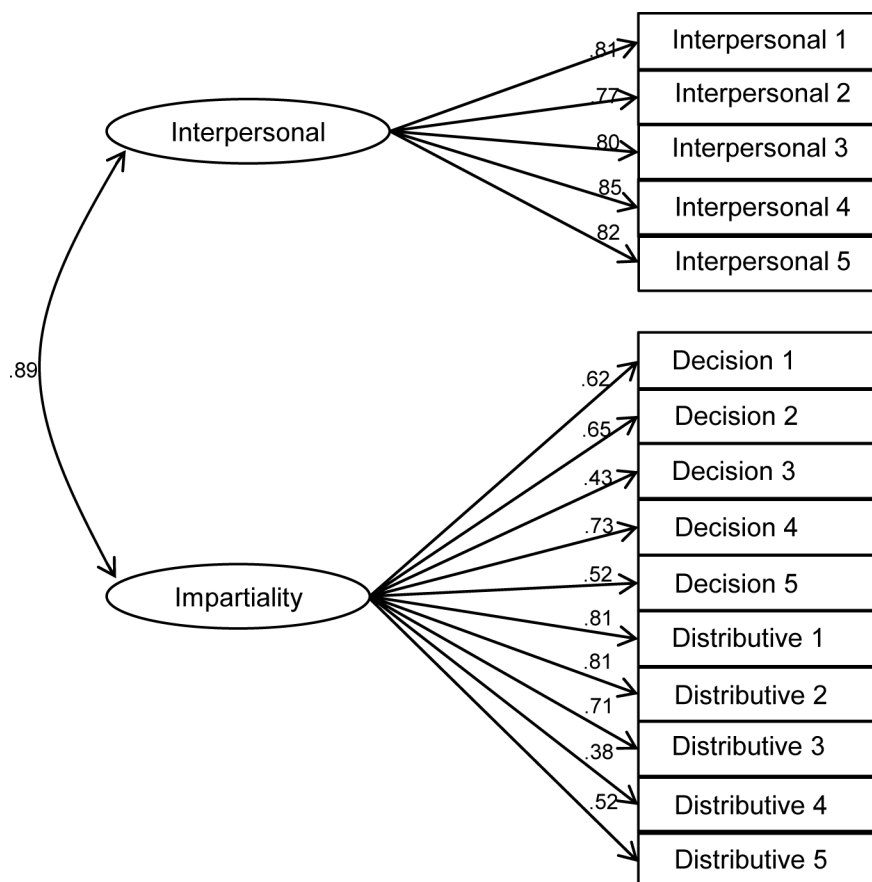 Interpersonal 1
.81
Interpersonal 2
.77
Interpersonal
Interpersonal 3
.80
Interpersonal 4
.85
Interpersonal 5
.82
.89
Decision 1
.62
Decision 2
.65
Decision 3
.43
Decision 4
.73
Decision 5
.52
Impartiality
Distributive 1
.81
Distributive 2
.81
Distributive 3
.71
Distributive 4
.38
Distributive 5
.52